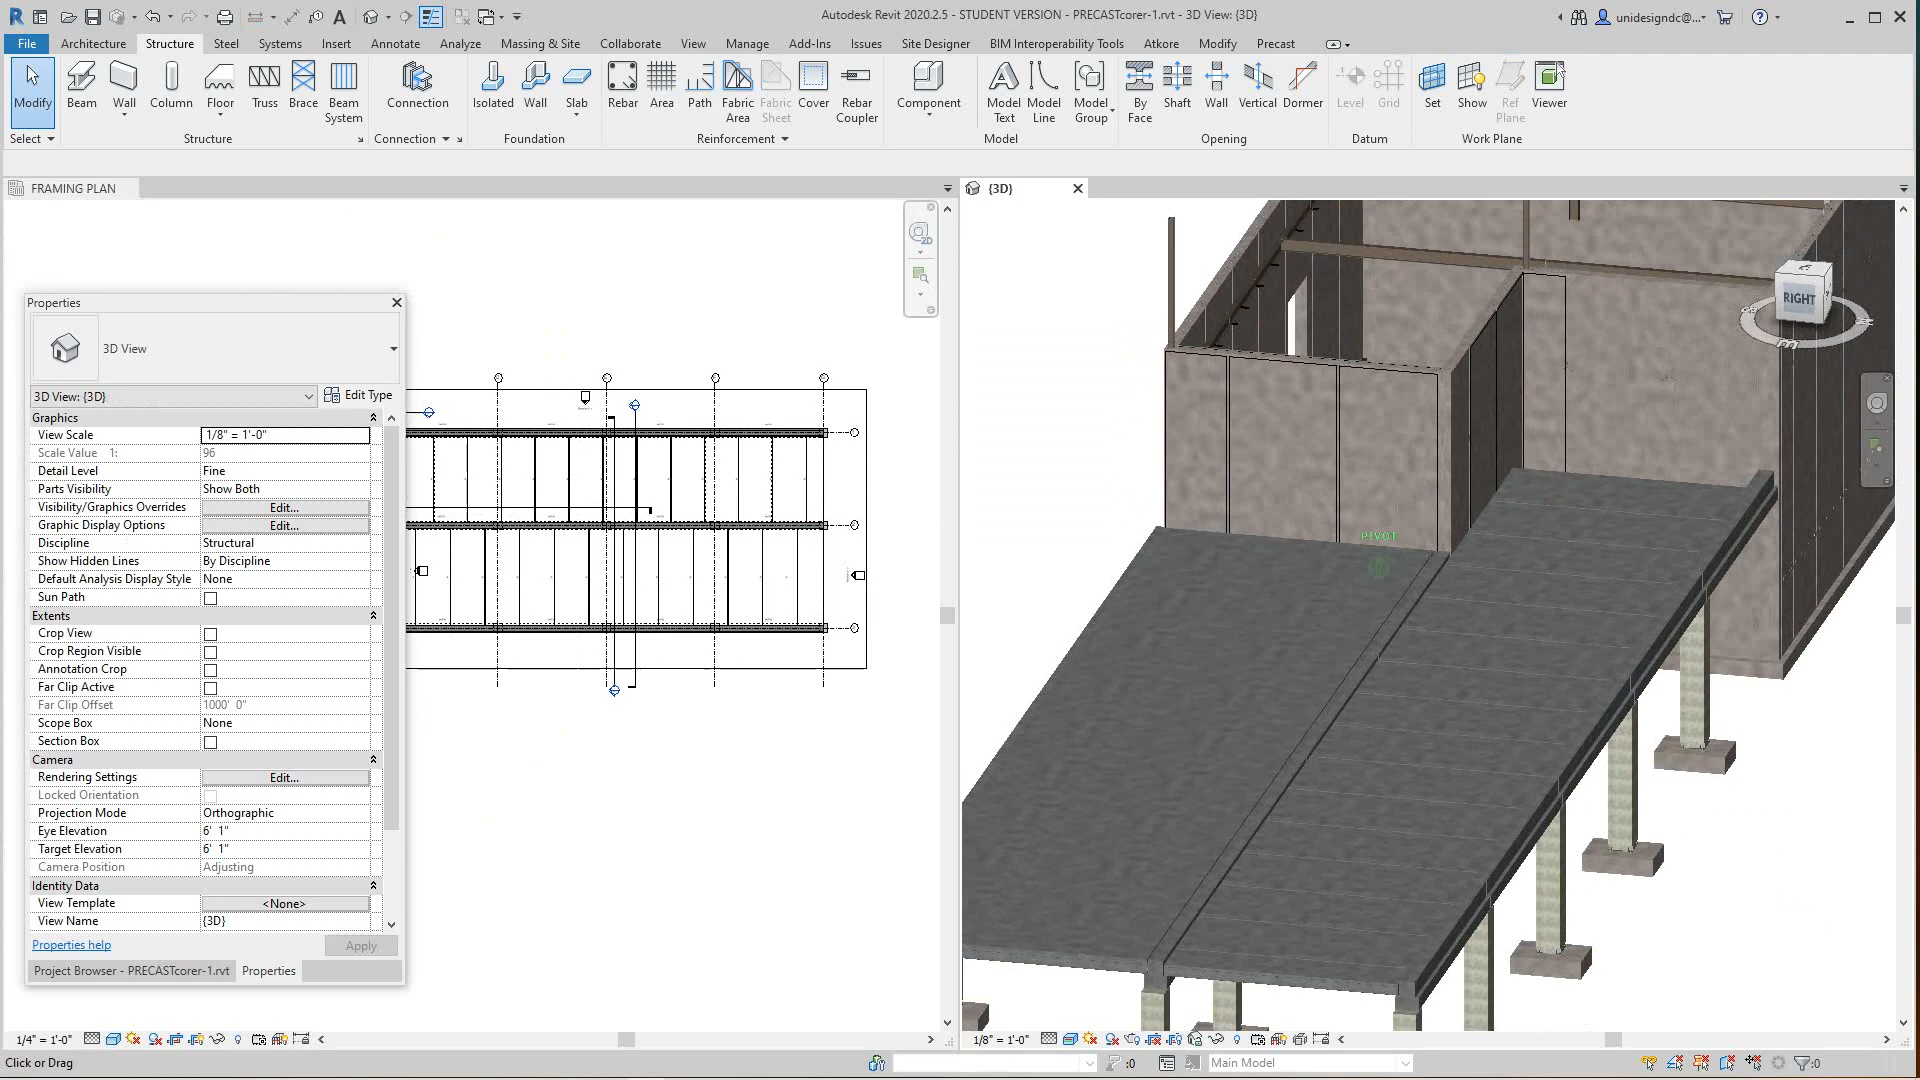 Autodesk Revit 2020.2.5 - STUDENT VERSION - PRECASTcorer-1.rvt - 3D View: {3D}
unidesigndc@...
File Architecture Structure Steel Systems Insert Annotate Analyze Massing & Site Collaborate View Manage Add-Ins Issues Site Designer BIM Interoperability Tools Atkore Modify Precast
Modify Beam Wall Column Floor Truss Brace Beam System Connection Isolated Wall Slab Rebar Area Path Fabric Area Fabric Sheet Cover Rebar Coupler Component Model Text Model Line Model Group By Face Shaft Wall Vertical Dormer Level Grid Set Show Ref Plane Viewer
Select Structure Connection Foundation Reinforcement Model Opening Datum Work Plane
FRAMING PLAN
{3D}
2D
RIGHT
PIVOT
Properties
3D View
3D View: {3D} Edit Type
Graphics
View Scale 1/8" = 1'-0"
Scale Value 1: 96
Detail Level Fine
Parts Visibility Show Both
Visibility/Graphics Overrides Edit...
Graphic Display Options Edit...
Discipline Structural
Show Hidden Lines By Discipline
Default Analysis Display Style None
Sun Path
Extents
Crop View
Crop Region Visible
Annotation Crop
Far Clip Active
Far Clip Offset 1000' 0"
Scope Box None
Section Box
Camera
Rendering Settings Edit...
Locked Orientation
Projection Mode Orthographic
Eye Elevation 6' 1"
Target Elevation 6' 1"
Camera Position Adjusting
Identity Data
View Template <None>
View Name {3D}
Properties help Apply
Project Browser - PRECASTcorer-1.rvt Properties
1/4" = 1'-0"
1/8" = 1'-0"
Click or Drag
:0
Main Model
:0